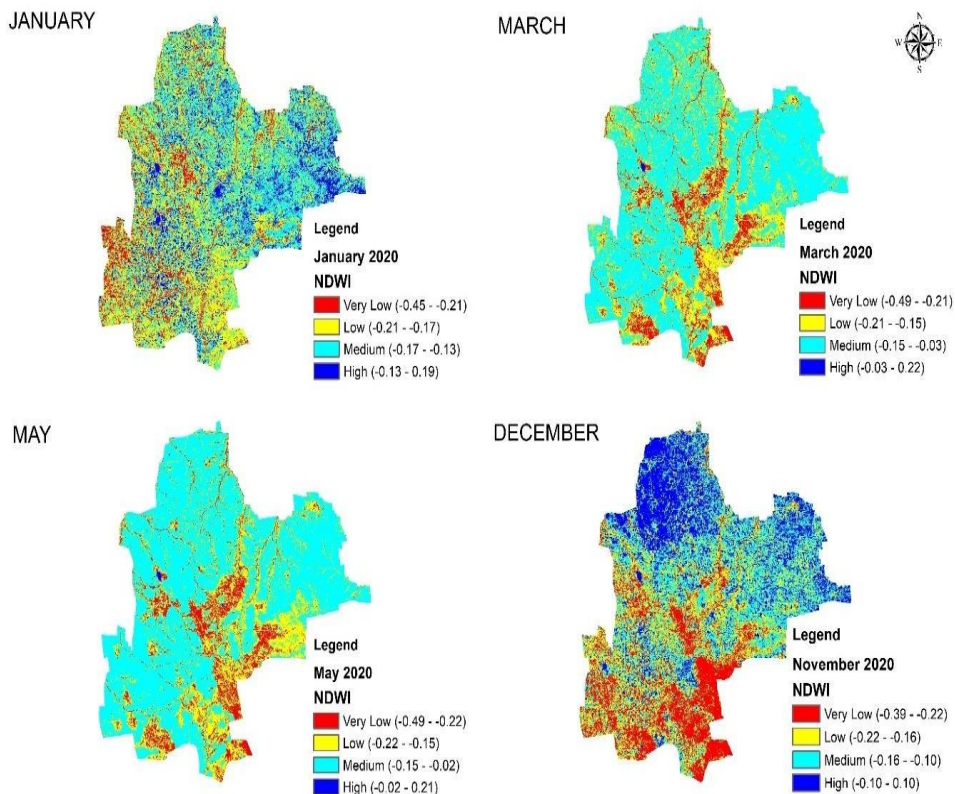 JANUARY
Legend
January 2020
NDWI
Very Low (-0.45 - -0.21)
Low (-0.21 - -0.17)
Medium (-0.17 - -0.13)
High (-0.13 - 0.19)
MARCH
N
W E
S
Legend
March 2020
NDWI
Very Low (-0.49 - -0.21)
Low (-0.21 - -0.15)
Medium (-0.15 - -0.03)
High (-0.03 - 0.22)
MAY
Legend
May 2020
NDWI
Very Low (-0.49 - -0.22)
Low (-0.22 - -0.15)
Medium (-0.15 - -0.02)
High (-0.02 - 0.21)
DECEMBER
Legend
November 2020
NDWI
Very Low (-0.39 - -0.22)
Low (-0.22 - -0.16)
Medium (-0.16 - -0.10)
High (-0.10 - 0.10)